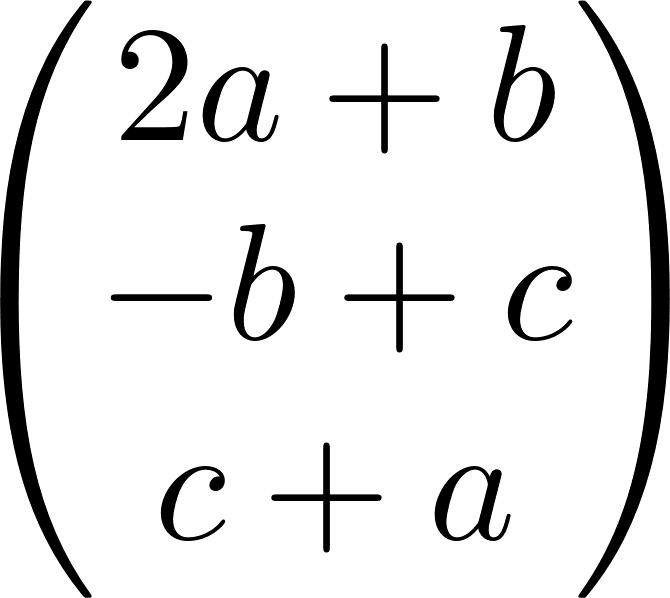 2a + b
−b + c
c + a